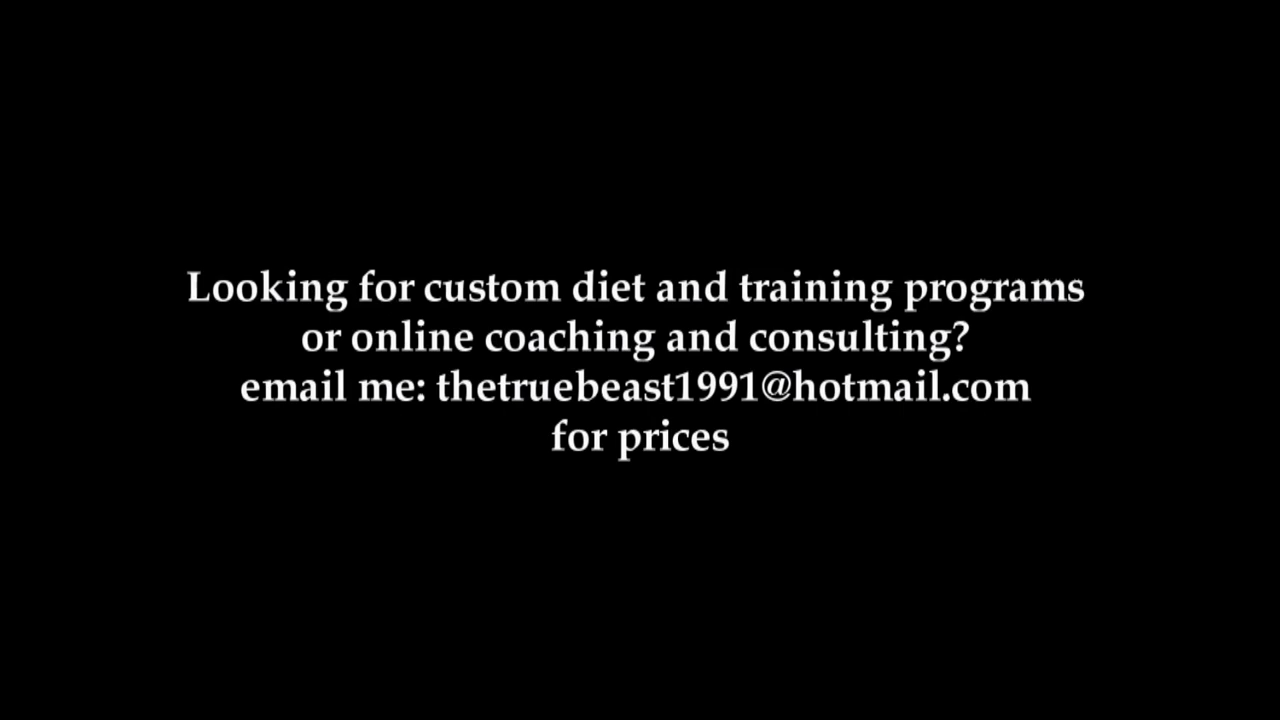 Looking for custom diet and training programs
or online coaching and consulting?
email me: thetruebeast1991@hotmail.com
for prices